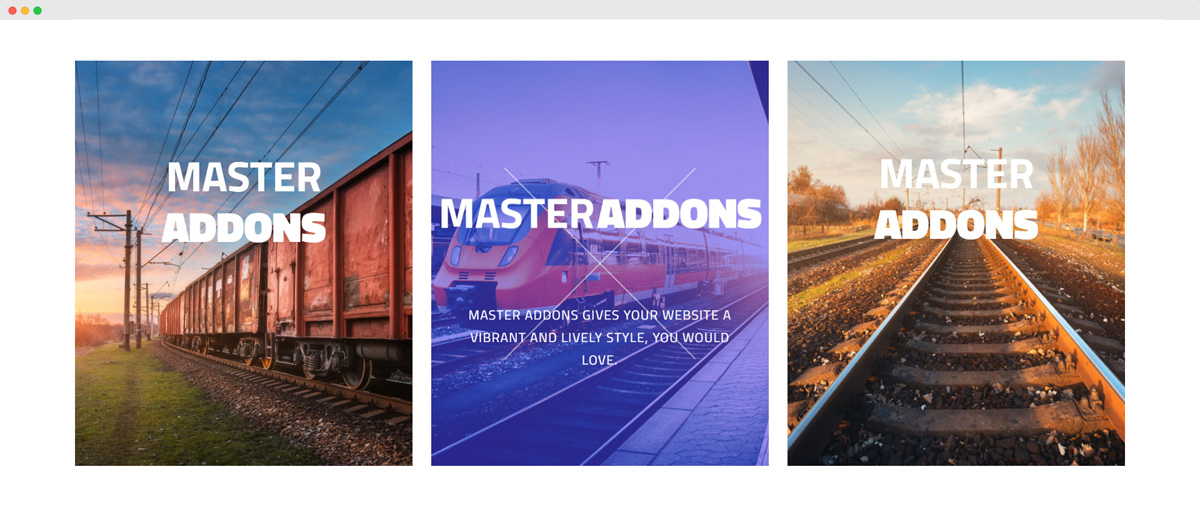 MASTER
ADDONS
MASTER ADDONS
MASTER ADDONS GIVES YOUR WEBSITE A
VIBRANT AND LIVELY STYLE, YOU WOULD
LOVE.
MASTER
ADDONS